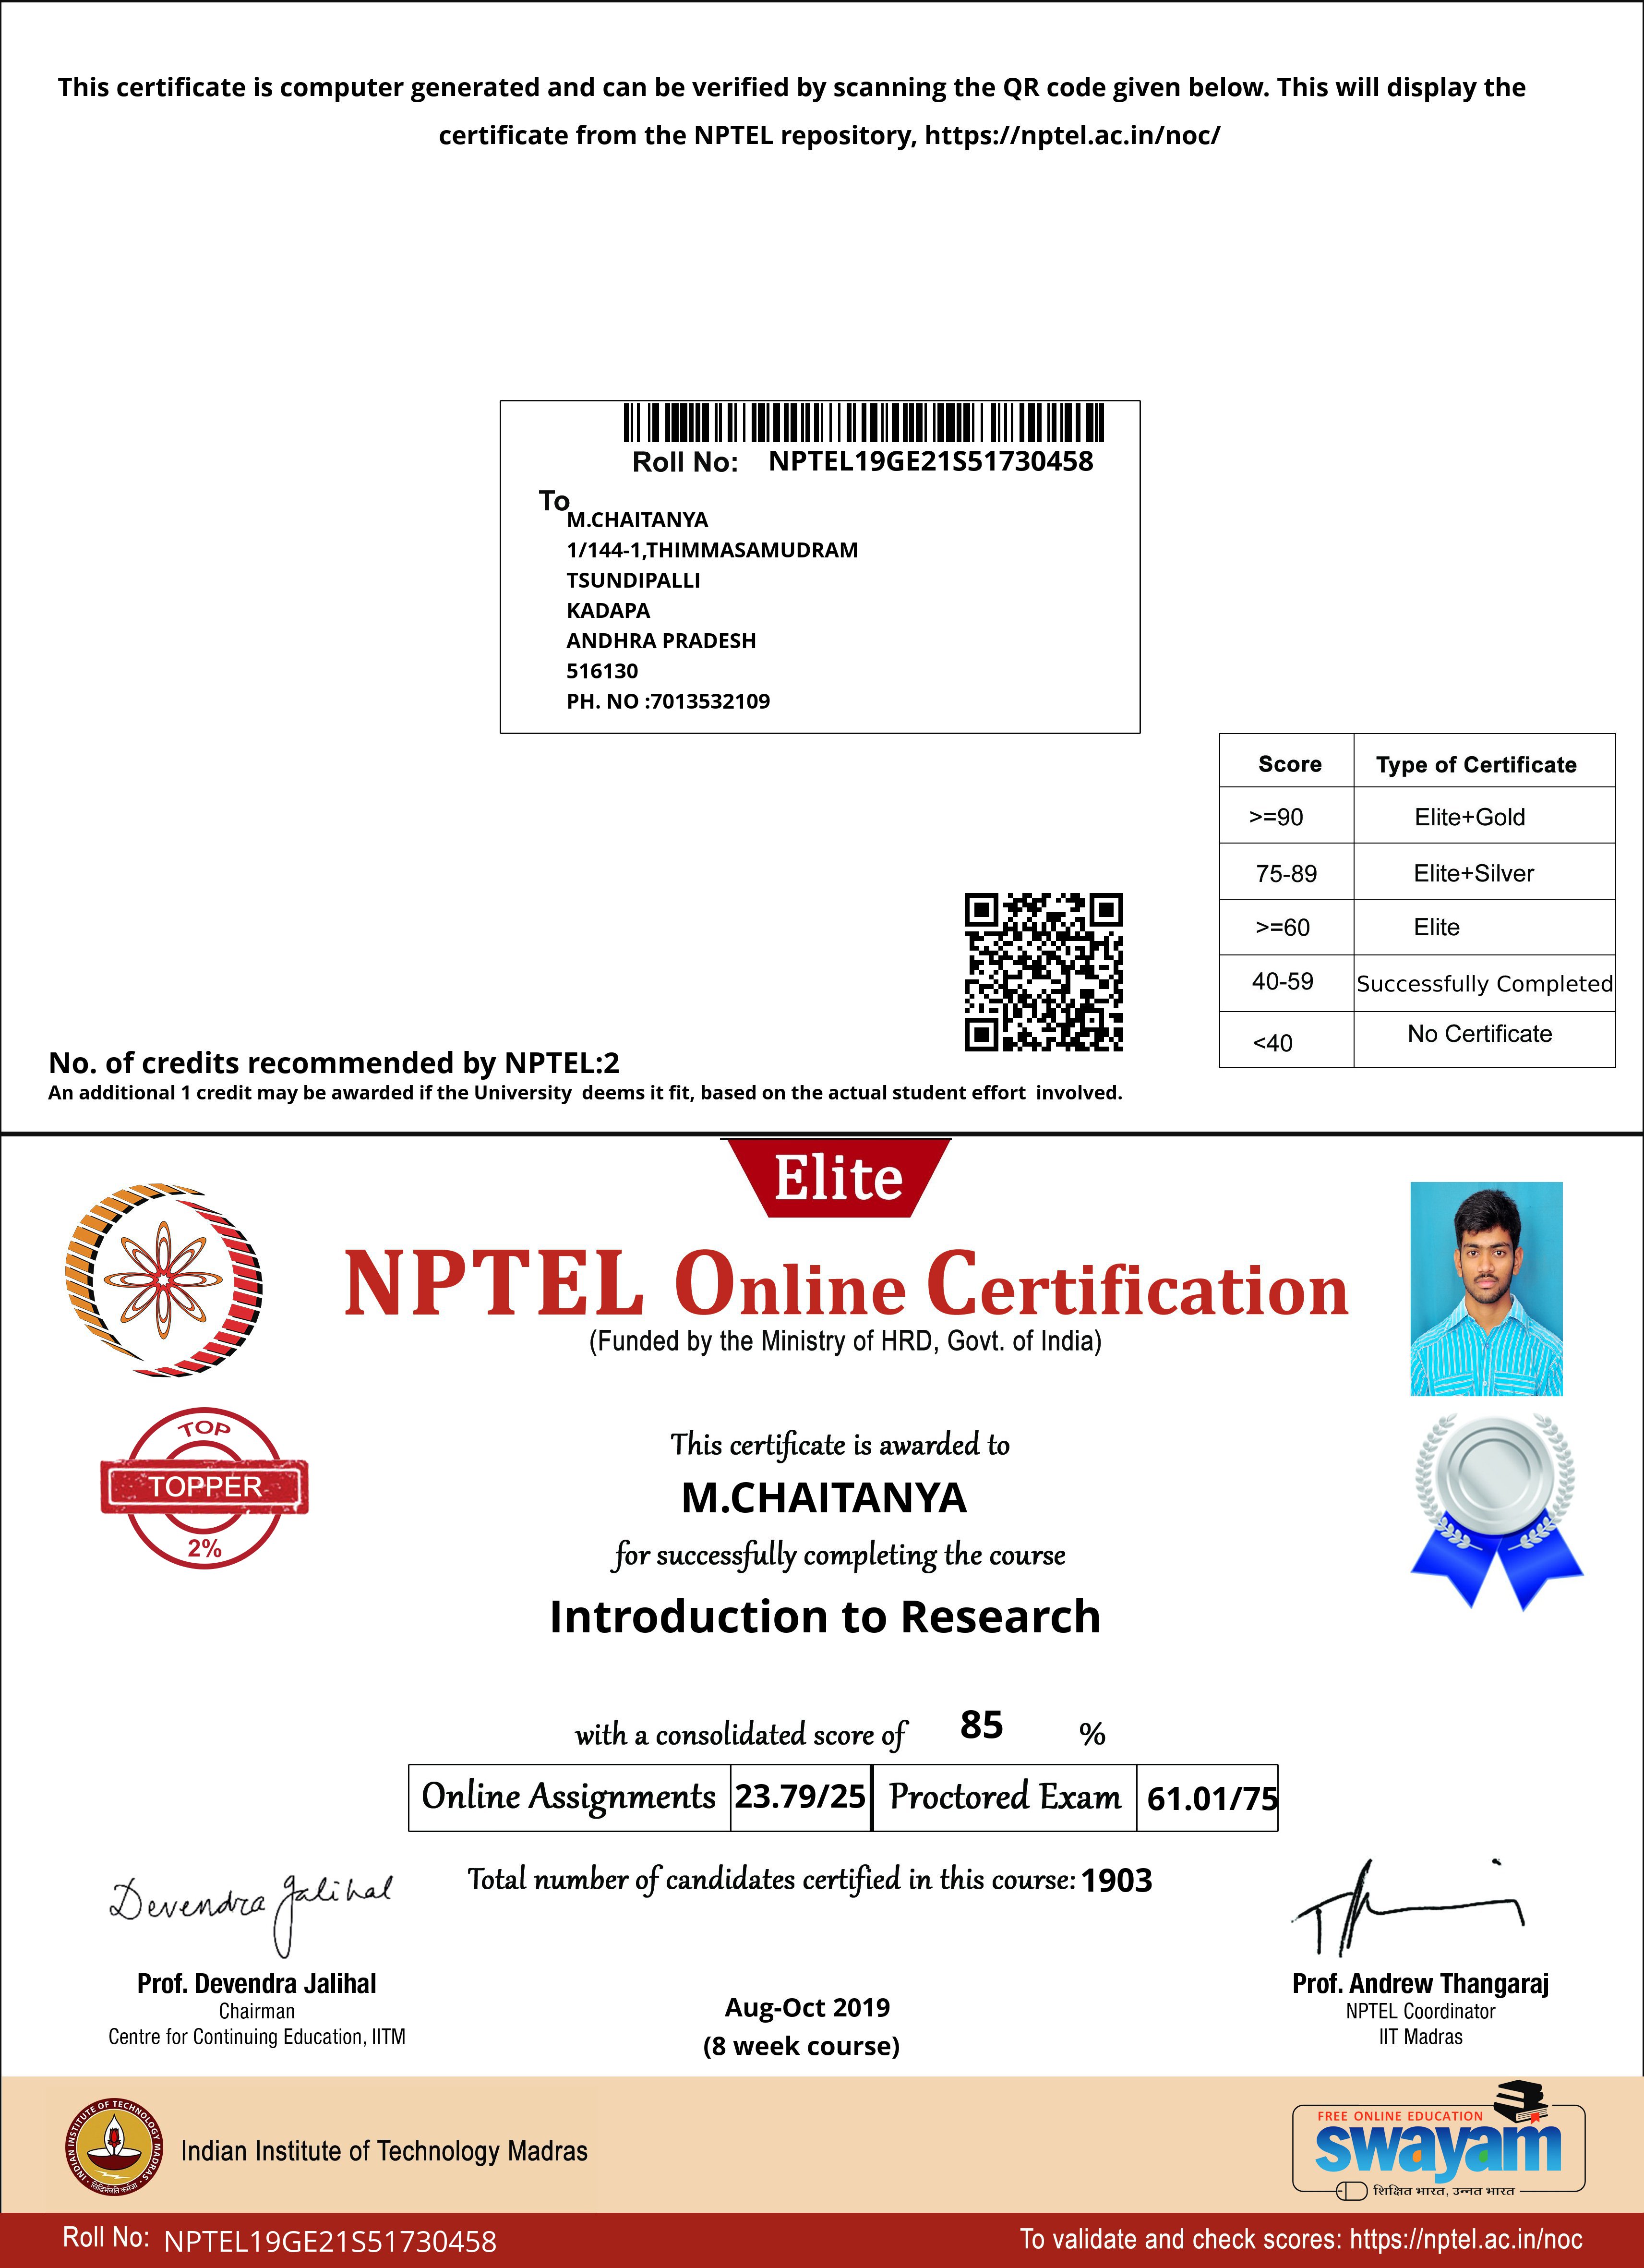 This certificate is computer generated and can be verified by scanning the QR code given below. This will display the
certificate from the NPTEL repository, https://nptel.ac.in/noc/
Roll No: NPTEL19GE21S51730458
To
M.CHAITANYA
1/144-1,THIMMASAMUDRAM
TSUNDIPALLI
KADAPA
ANDHRA PRADESH
516130
PH. NO :7013532109
Score Type of Certificate
>=90 Elite+Gold
75-89 Elite+Silver
>=60 Elite
40-59 Successfully Completed
<40 No Certificate
No. of credits recommended by NPTEL:2
An additional 1 credit may be awarded if the University deems it fit, based on the actual student effort involved.
Elite
NPTEL Online Certification
(Funded by the Ministry of HRD, Govt. of India)
TOP
TOPPER
2%
This certificate is awarded to
M.CHAITANYA
for successfully completing the course
Introduction to Research
with a consolidated score of 85 %
Online Assignments 23.79/25 Proctored Exam 61.01/75
Total number of candidates certified in this course: 1903
Devendra Jalihal
Prof. Devendra Jalihal
Chairman
Centre for Continuing Education, IITM
Aug-Oct 2019
(8 week course)
Prof. Andrew Thangaraj
NPTEL Coordinator
IIT Madras
INDIAN INSTITUTE OF TECHNOLOGY MADRAS
सिद्धिर्भवति कर्मजा
Indian Institute of Technology Madras
FREE ONLINE EDUCATION
swayam
शिक्षित भारत, उन्नत भारत
Roll No: NPTEL19GE21S51730458
To validate and check scores: https://nptel.ac.in/noc